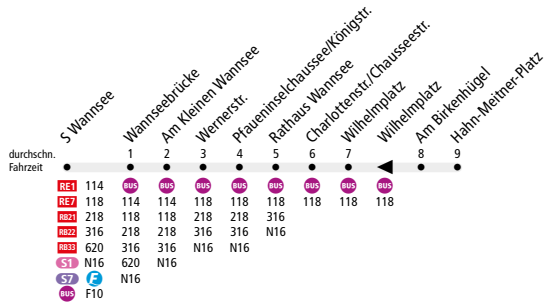 S Wannsee
Wannseebrücke
Am Kleinen Wannsee
Wernerstr.
Pfaueninselchaussee/Königstr.
Rathaus Wannsee
Charlottenstr./Chausseestr.
Wilhelmplatz
Wilhelmplatz
Am Birkenhügel
Hahn-Meitner-Platz
durchschn. 1 2 3 4 5 6 7 8 9
Fahrzeit
RE1 114 BUS BUS BUS BUS BUS BUS BUS BUS
RE7 118 114 114 118 118 118 118 118 118
RB21 218 118 118 218 218 316
RB22 316 218 218 316 316 N16
RB33 620 316 316 N16 N16
S1 N16 620 N16
S7 F N16
BUS F10